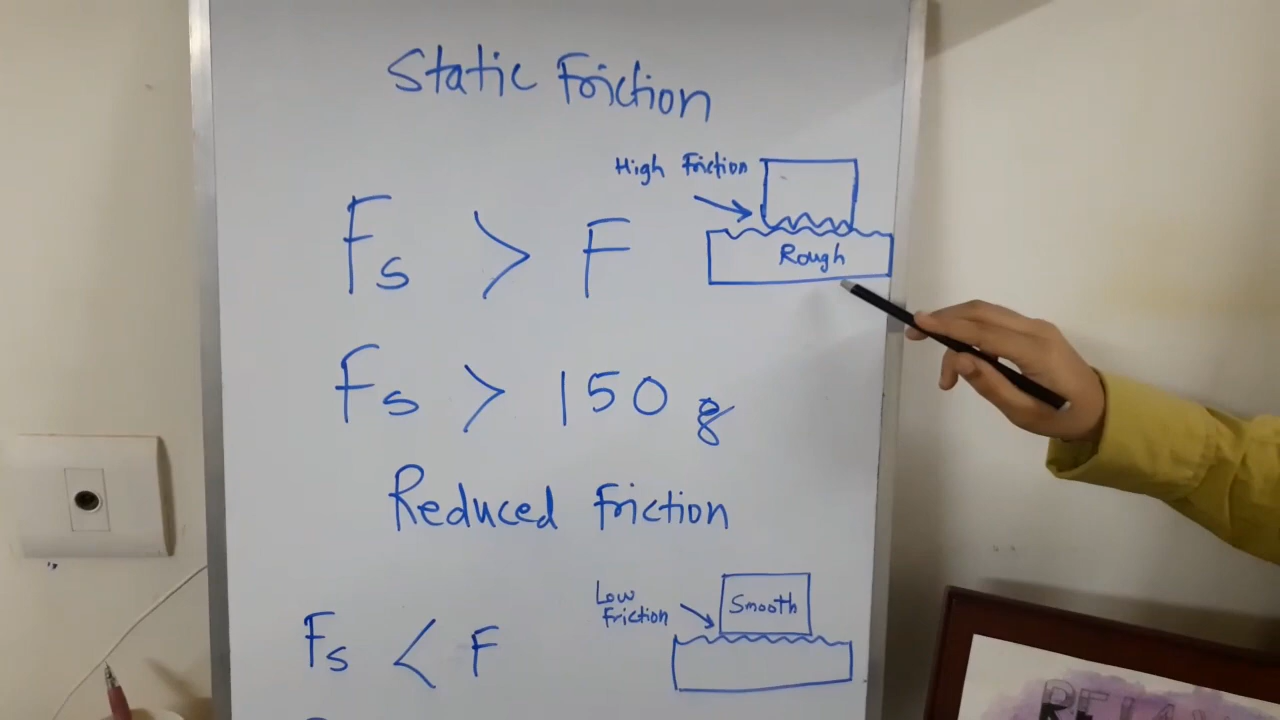 Static Friction
High Friction
Fs > F
Rough
Fs > 150 g
Reduced Friction
Low
Friction
Smooth
Fs < F